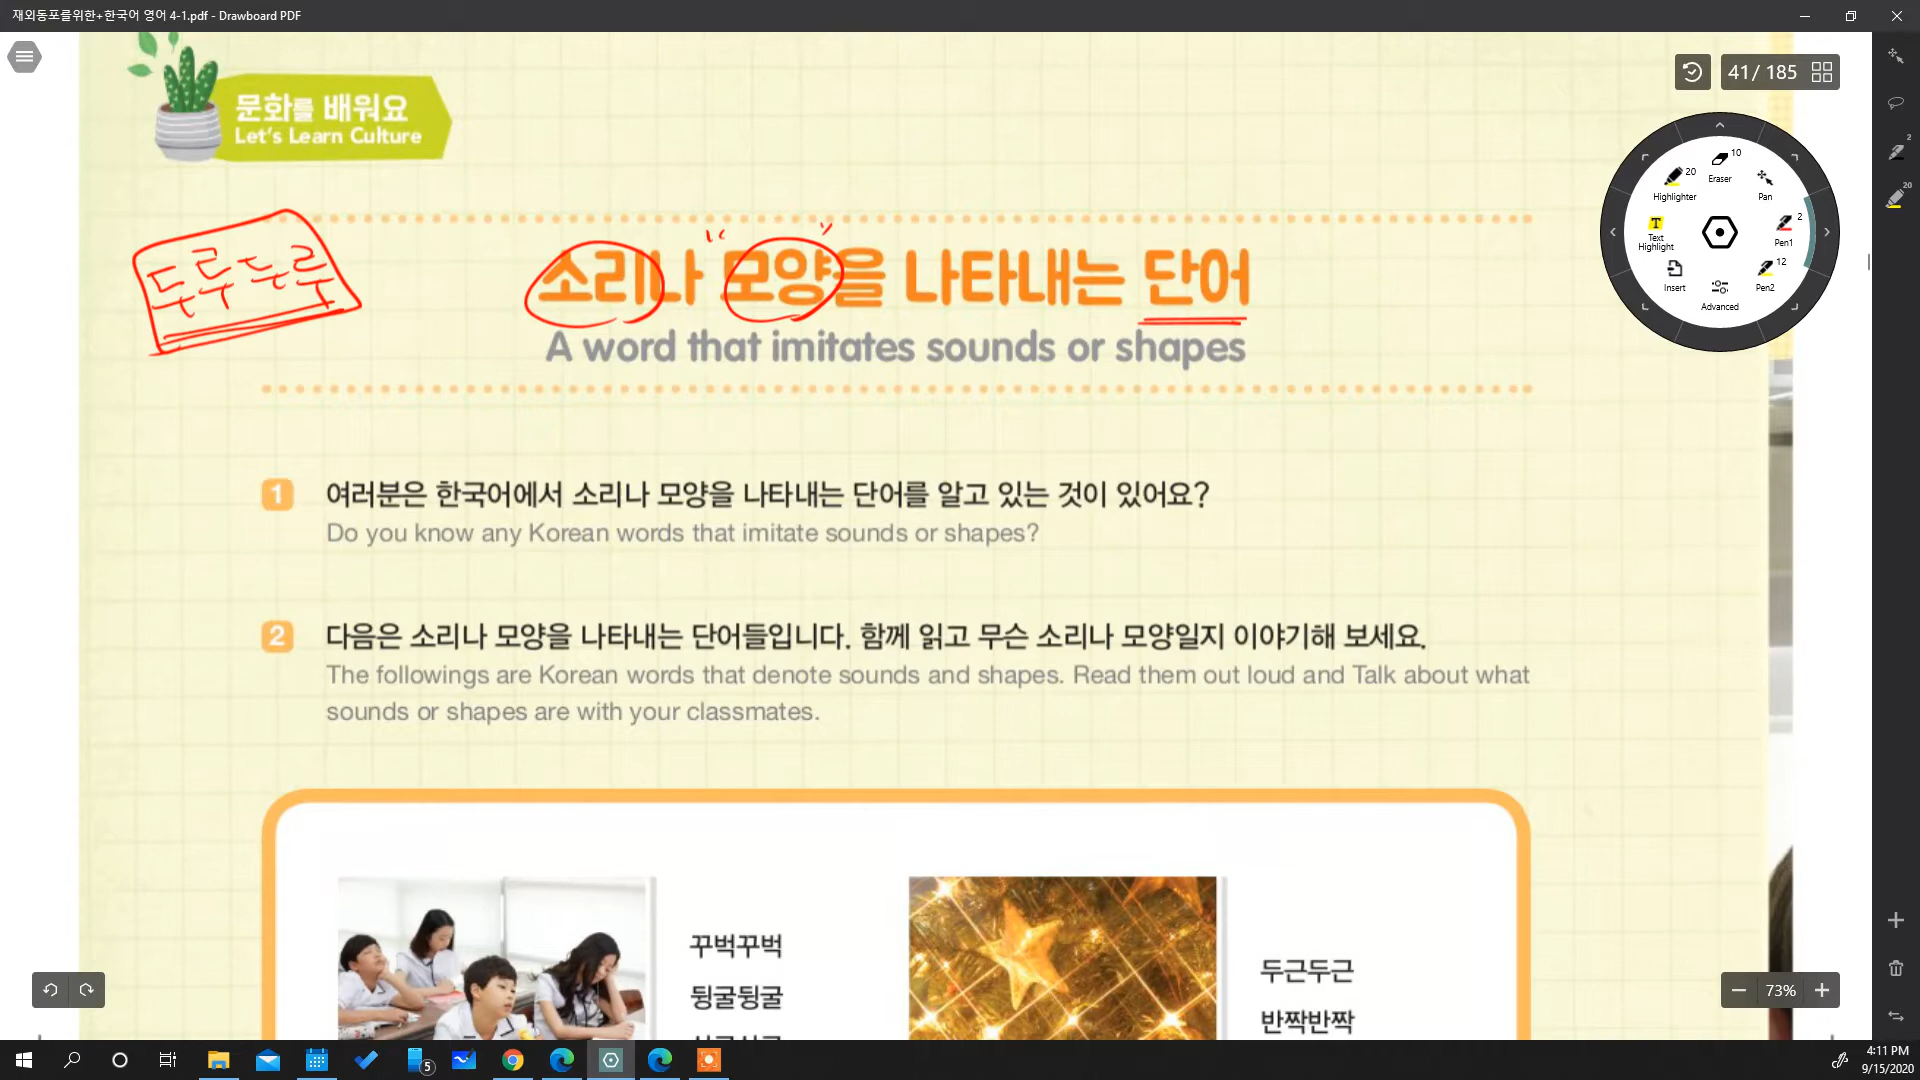 재외동포를위한+한국어 영어 4-1.pdf - Drawboard PDF
41 / 185
문화를 배워요
Let's Learn Culture
두루두루
소리나 모양을 나타내는 단어
A word that imitates sounds or shapes
10
Eraser
20
Highlighter
Pan
T
Text
Highlight
2
Pen1
Insert
12
Pen2
Advanced
2
20
1 여러분은 한국어에서 소리나 모양을 나타내는 단어를 알고 있는 것이 있어요?
Do you know any Korean words that imitate sounds or shapes?
2 다음은 소리나 모양을 나타내는 단어들입니다. 함께 읽고 무슨 소리나 모양일지 이야기해 보세요.
The followings are Korean words that denote sounds and shapes. Read them out loud and Talk about what
sounds or shapes are with your classmates.
꾸벅꾸벅
뒹굴뒹굴
두근두근
반짝반짝
73%
5
4:11 PM
9/15/2020